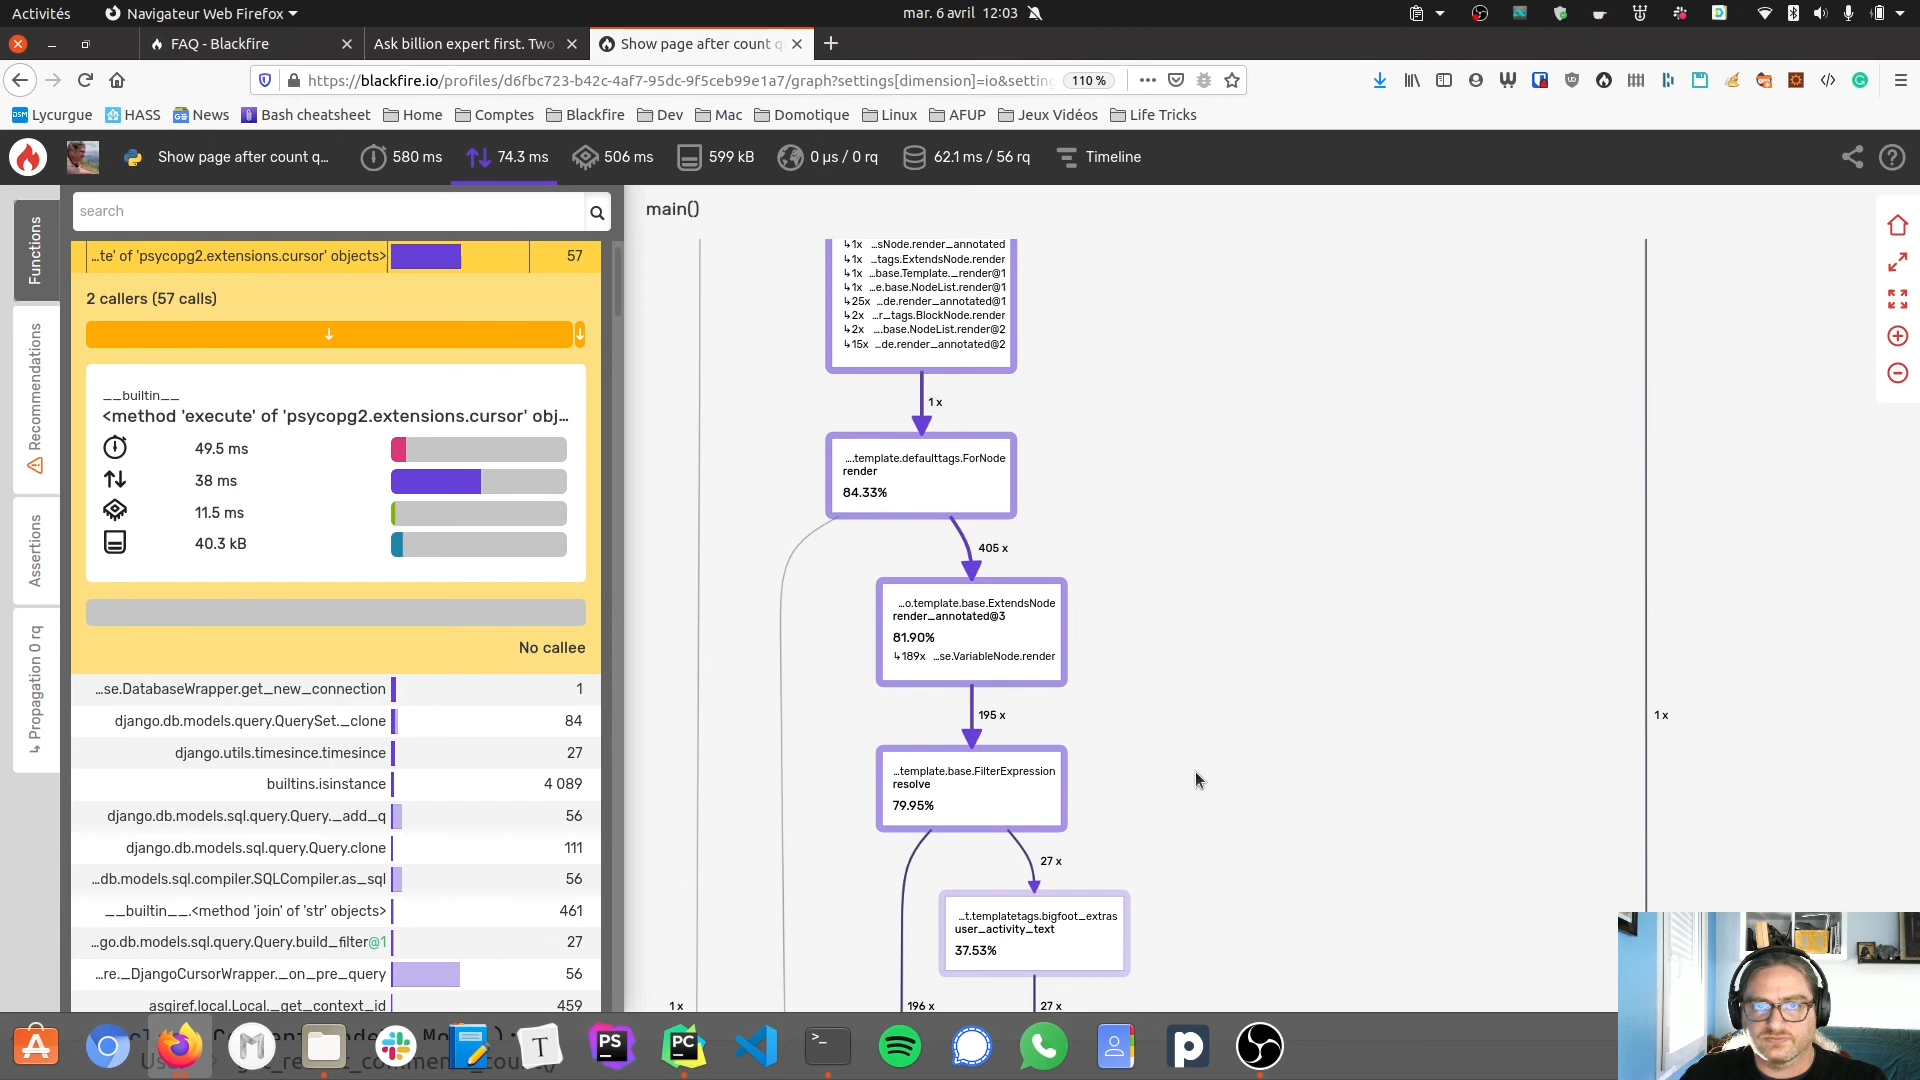 Activités
Navigateur Web Firefox
mar. 6 avril 12:03
FAQ - Blackfire
Ask billion expert first. Two
Show page after count q
https://blackfire.io/profiles/d6fbc723-b42c-4af7-95dc-9f5ceb99e1a7/graph?settings[dimension]=io&settin
110 %
Lycurgue
HASS
News
Bash cheatsheet
Home
Comptes
Blackfire
Dev
Mac
Domotique
Linux
AFUP
Jeux Vidéos
Life Tricks
Show page after count q...
580 ms
74.3 ms
506 ms
599 kB
0 µs / 0 rq
62.1 ms / 56 rq
Timeline
Functions
Recommendations
Assertions
↳ Propagation 0 rq
search
...te' of 'psycopg2.extensions.cursor' objects>
57
2 callers (57 calls)
__builtin__
<method 'execute' of 'psycopg2.extensions.cursor' obj...
49.5 ms
38 ms
11.5 ms
40.3 kB
No callee
...se.DatabaseWrapper.get_new_connection 1
django.db.models.query.QuerySet._clone 84
django.utils.timesince.timesince 27
builtins.isinstance 4 089
django.db.models.sql.query.Query._add_q 56
django.db.models.sql.query.Query.clone 111
...db.models.sql.compiler.SQLCompiler.as_sql 56
__builtin__.<method 'join' of 'str' objects> 461
...go.db.models.sql.query.Query.build_filter@1 27
...re._DjangoCursorWrapper._on_pre_query 56
asgiref.local.Local._get_context_id 459
main()
↳1x ...sNode.render_annotated
↳1x ...tags.ExtendsNode.render
↳1x ...base.Template._render@1
↳1x ...e.base.NodeList.render@1
↳25x ...de.render_annotated@1
↳2x ...r_tags.BlockNode.render
↳2x ...base.NodeList.render@2
↳15x ...de.render_annotated@2
1 x
...template.defaulttags.ForNode
render
84.33%
405 x
...o.template.base.ExtendsNode
render_annotated@3
81.90%
↳189x ...se.VariableNode.render
195 x
1 x
...template.base.FilterExpression
resolve
79.95%
27 x
...t.templatetags.bigfoot_extras
user_activity_text
37.53%
1 x
196 x
27 x